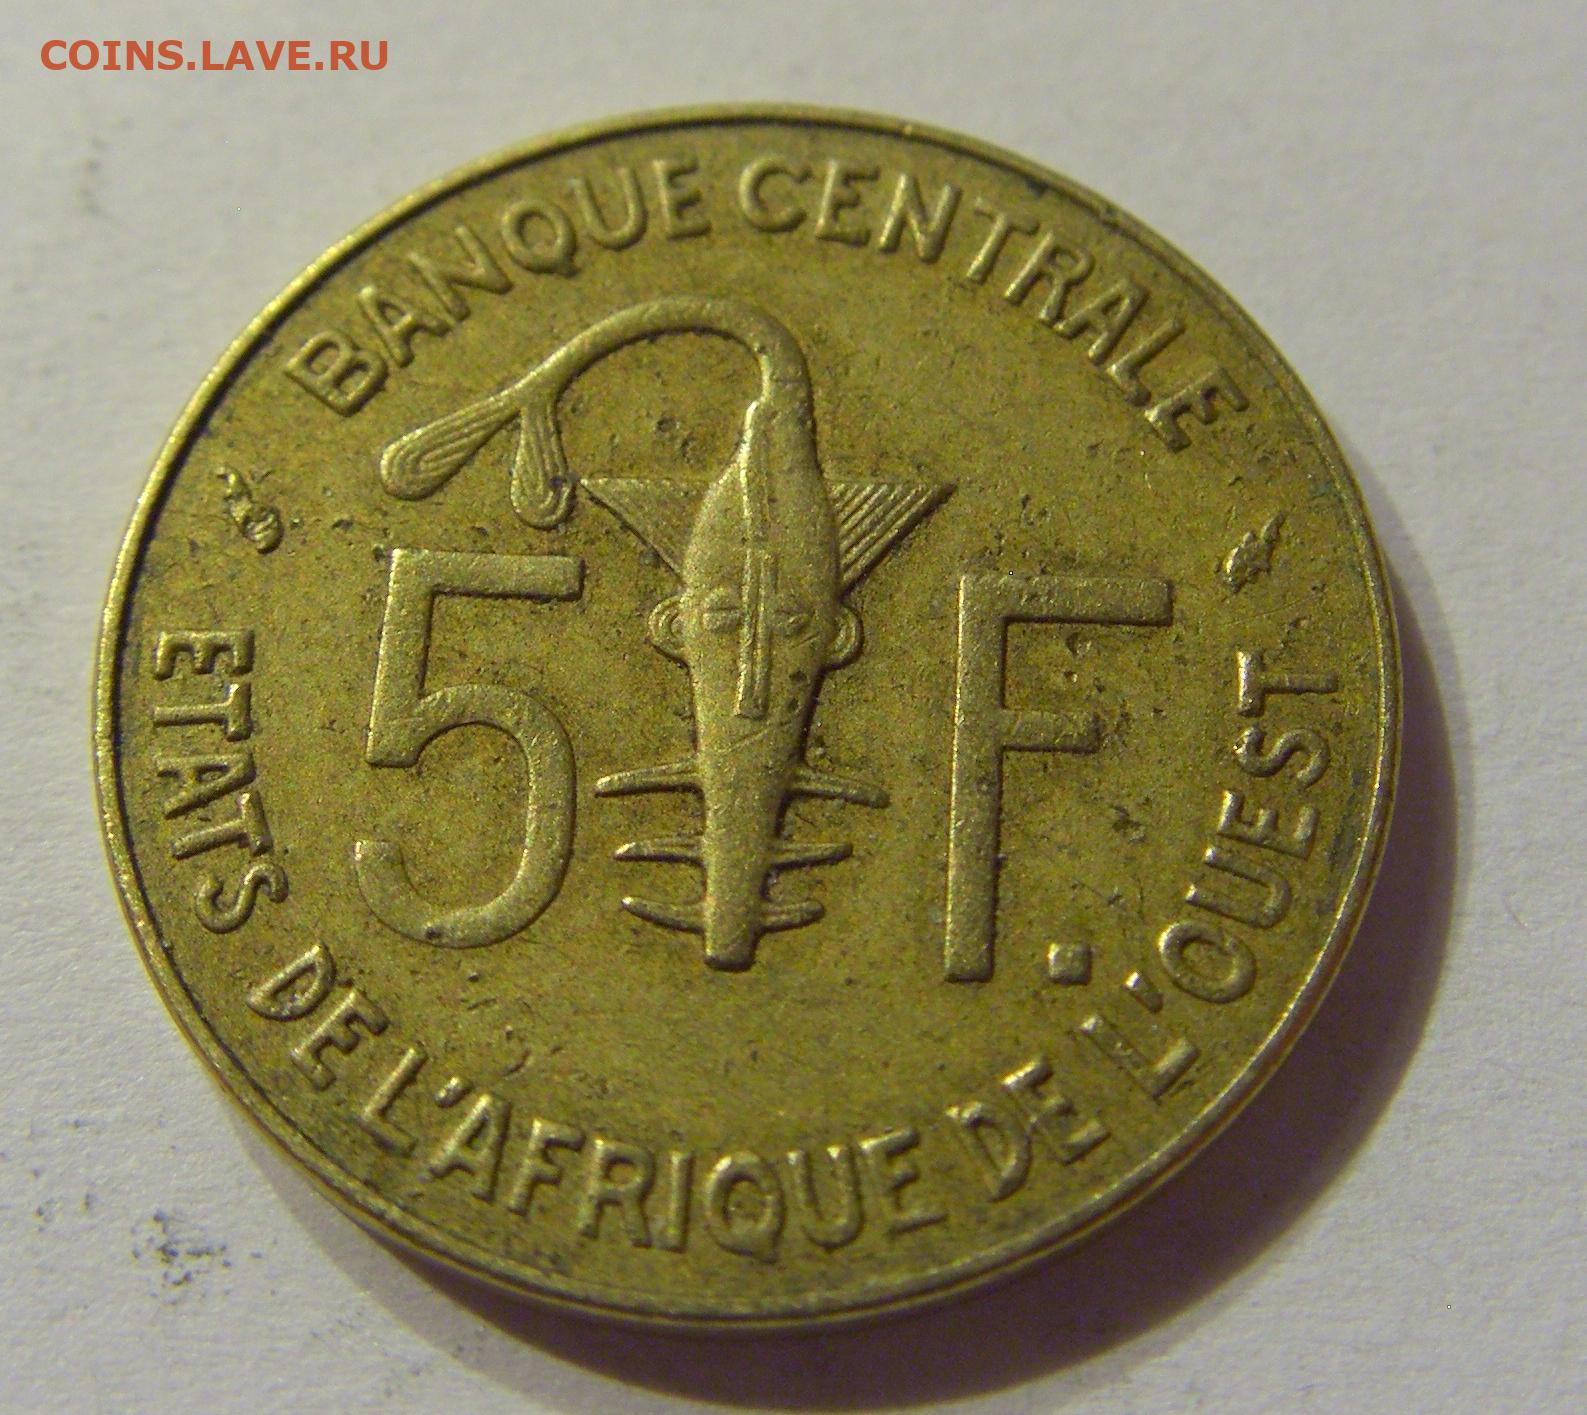 COINS.LAVE.RU
BANQUE CENTRALE
5 F.
ETATS DE L'AFRIQUE DE L'OUEST